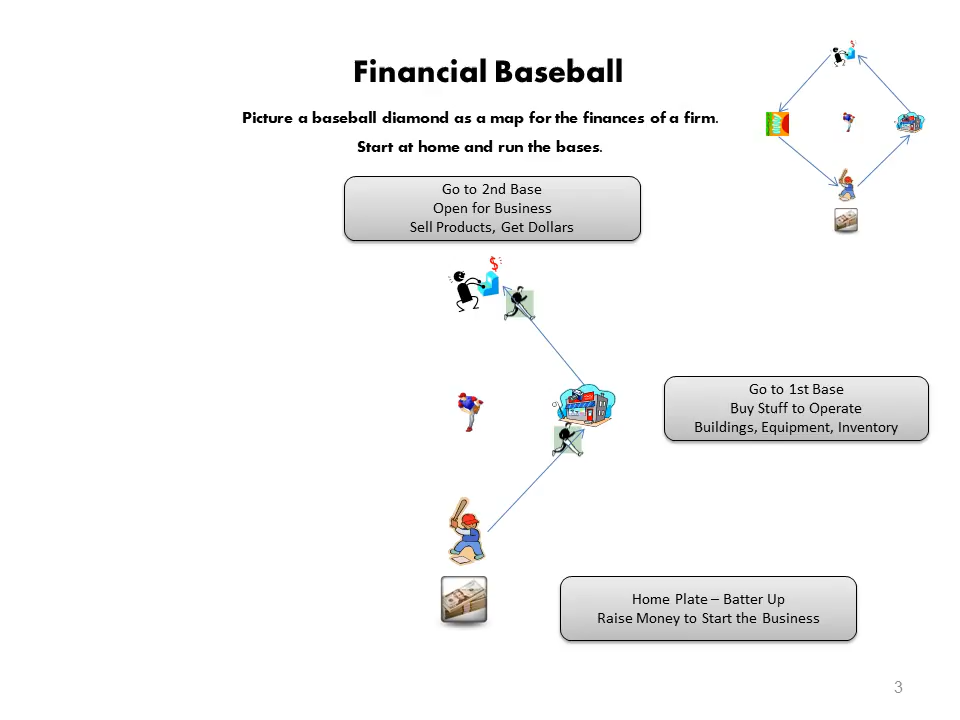 Financial Baseball
Picture a baseball diamond as a map for the finances of a firm.
Start at home and run the bases.
Go to 2nd Base
Open for Business
Sell Products, Get Dollars
$
$
Go to 1st Base
Buy Stuff to Operate
Buildings, Equipment, Inventory
Home Plate – Batter Up
Raise Money to Start the Business
3